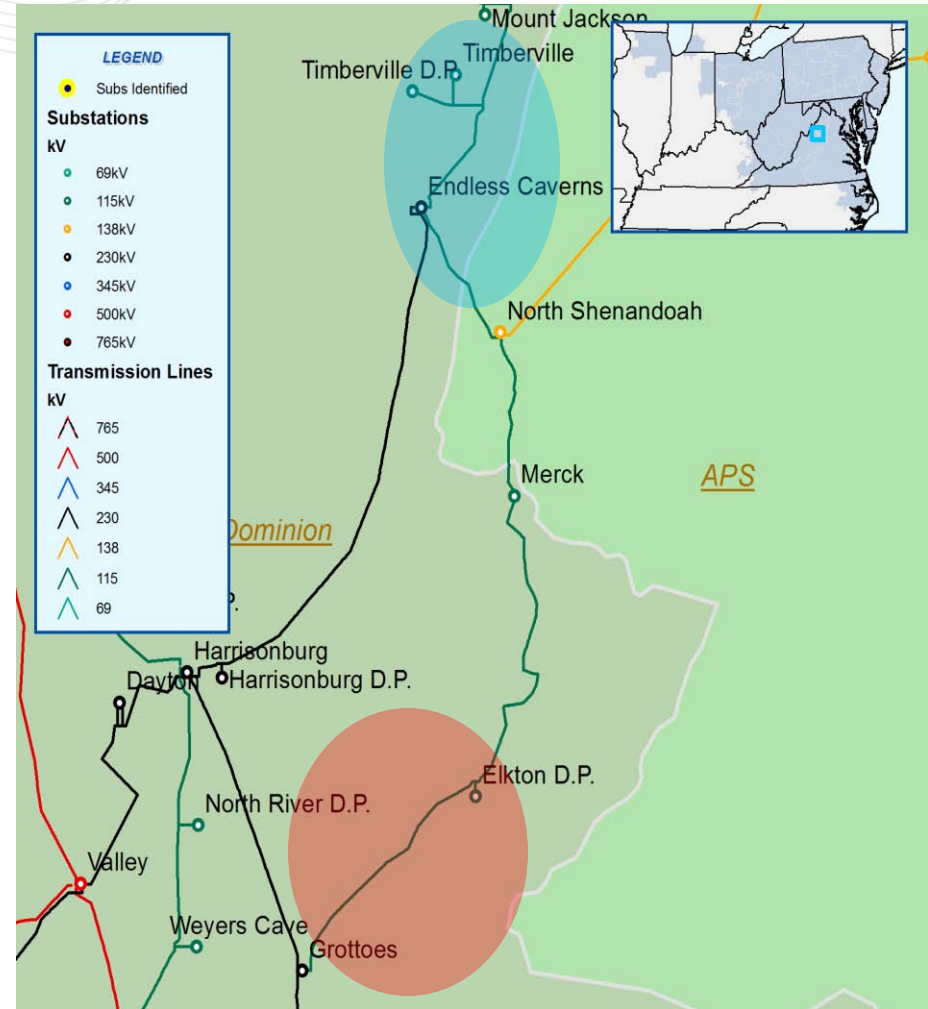 LEGEND
Subs Identified
Substations
kV
69kV
115kV
138kV
230kV
345kV
500kV
765kV
Transmission Lines
kV
765
500
345
230
138
115
69
Mount Jackson
Timberville
Timberville D.P.
Endless Caverns
North Shenandoah
Merck
APS
Dominion
Harrisonburg
Harrisonburg D.P.
Dayton
Elkton D.P.
North River D.P.
Valley
Weyers Cave
Grottoes